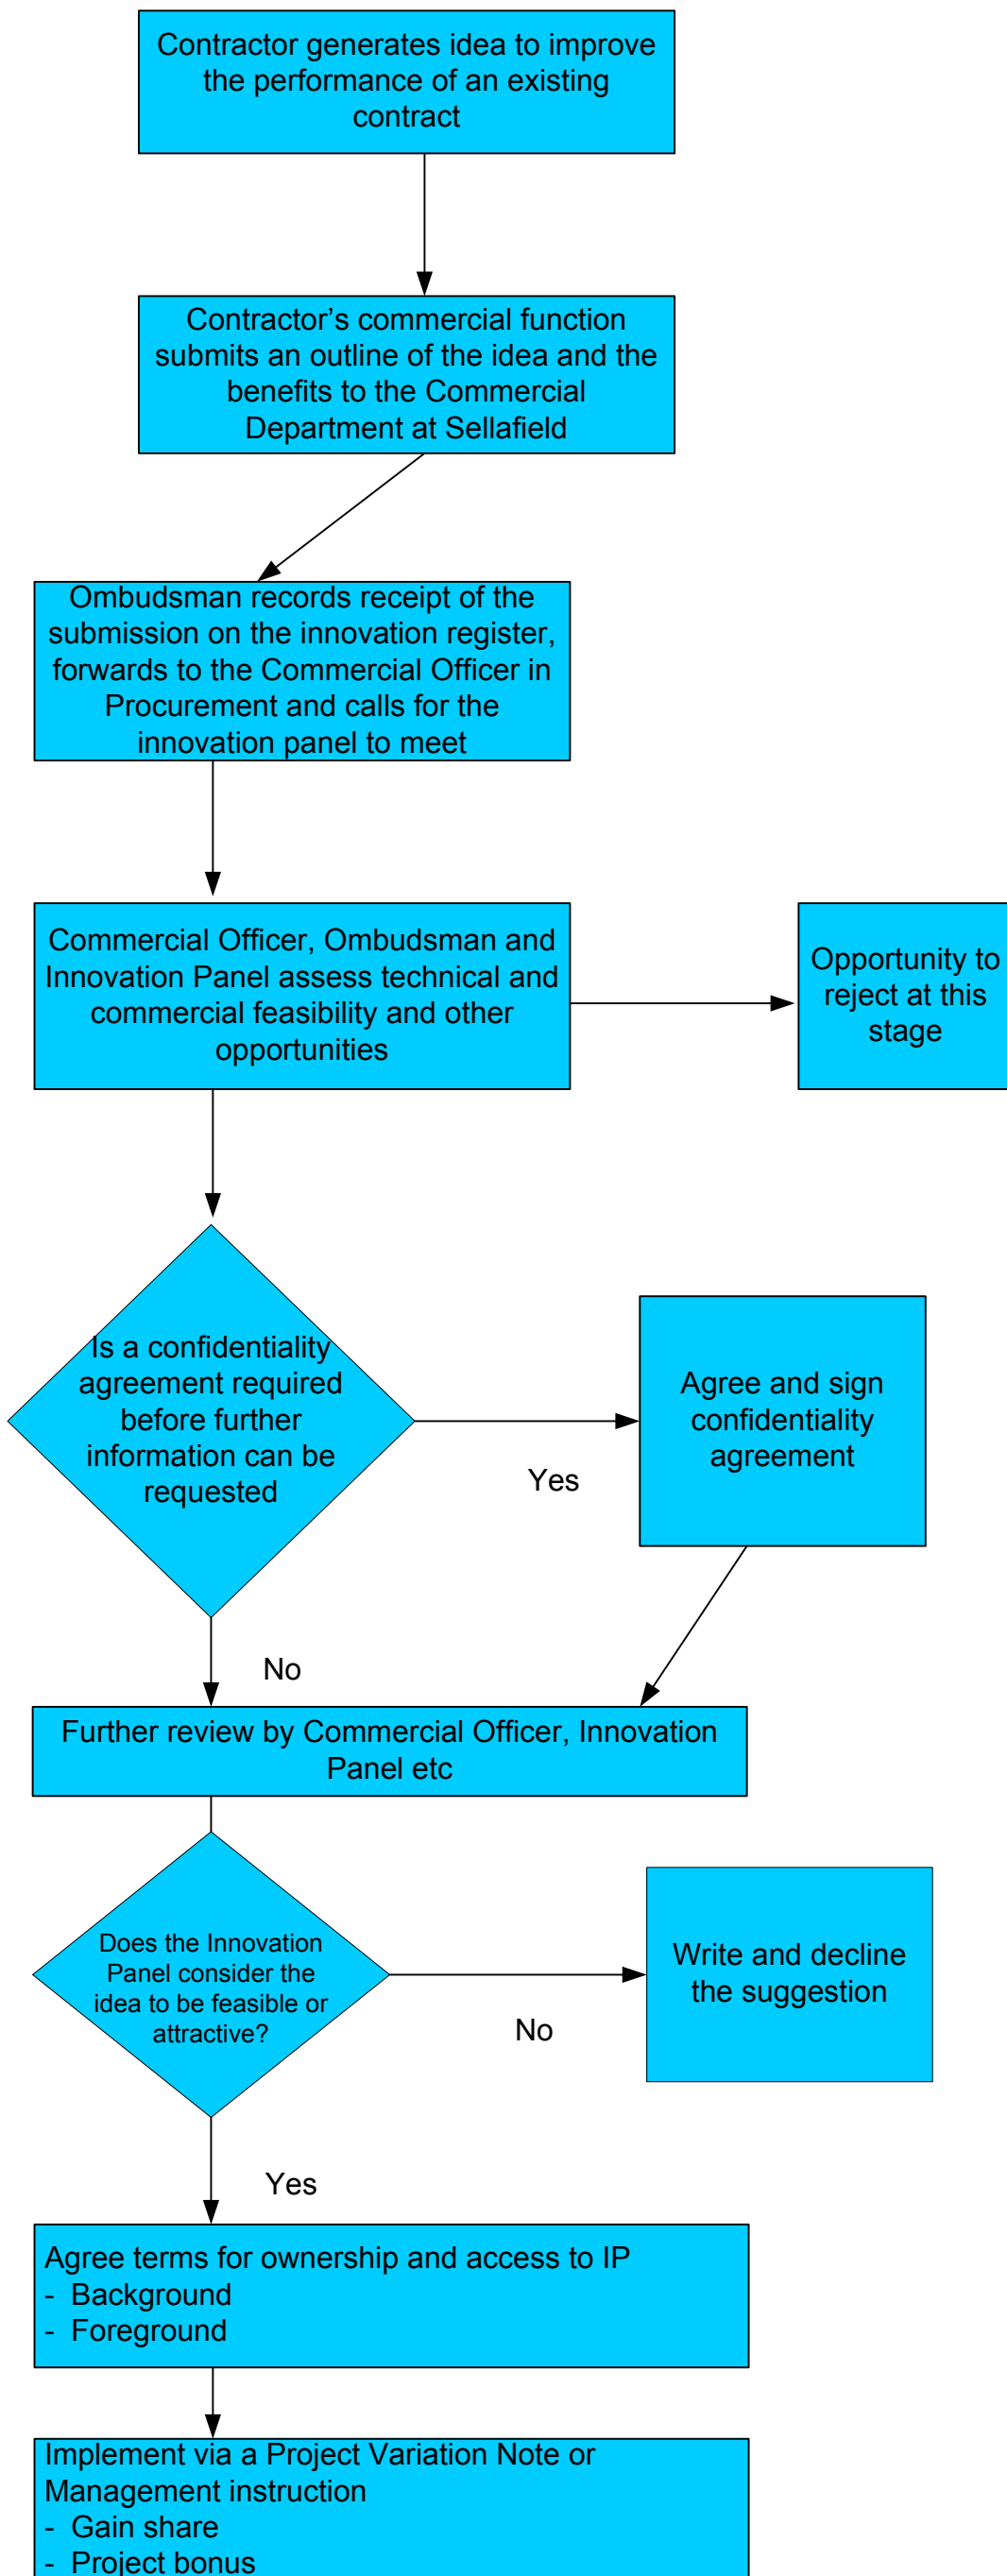 Contractor generates idea to improve
the performance of an existing
contract
Contractor’s commercial function
submits an outline of the idea and the
benefits to the Commercial
Department at Sellafield
Ombudsman records receipt of the
submission on the innovation register,
forwards to the Commercial Officer in
Procurement and calls for the
innovation panel to meet
Commercial Officer, Ombudsman and
Innovation Panel assess technical and
commercial feasibility and other
opportunities
Opportunity to
reject at this
stage
Is a confidentiality
agreement required
before further
information can be
requested
Yes
Agree and sign
confidentiality
agreement
No
Further review by Commercial Officer, Innovation
Panel etc
Does the Innovation
Panel consider the
idea to be feasible or
attractive?
No
Write and decline
the suggestion
Yes
Agree terms for ownership and access to IP
- Background
- Foreground
Implement via a Project Variation Note or
Management instruction
- Gain share
- Project bonus